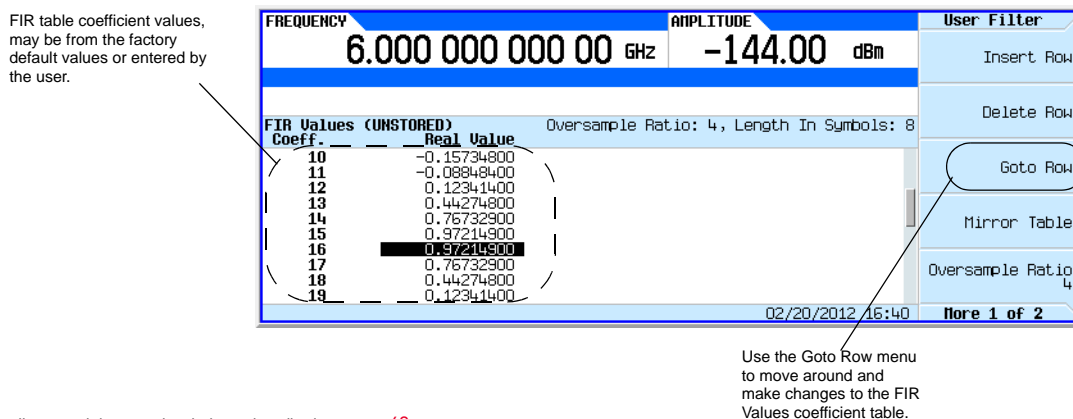 FIR table coefficient values,
may be from the factory
default values or entered by
the user.
FREQUENCY
6.000 000 000 00 GHz
AMPLITUDE
-144.00 dBm
FIR Values (UNSTORED) Oversample Ratio: 4, Length In Symbols: 8
Coeff. Real Value
10 -0.15734800
11 -0.08848400
12 0.12341400
13 0.44274800
14 0.76732900
15 0.97214900
16 0.97214900
17 0.76732900
18 0.44274800
19 0.12341400
02/20/2012 16:40
User Filter
Insert Row
Delete Row
Goto Row
Mirror Table
Oversample Ratio
4
More 1 of 2
Use the Goto Row menu
to move around and
make changes to the FIR
Values coefficient table.